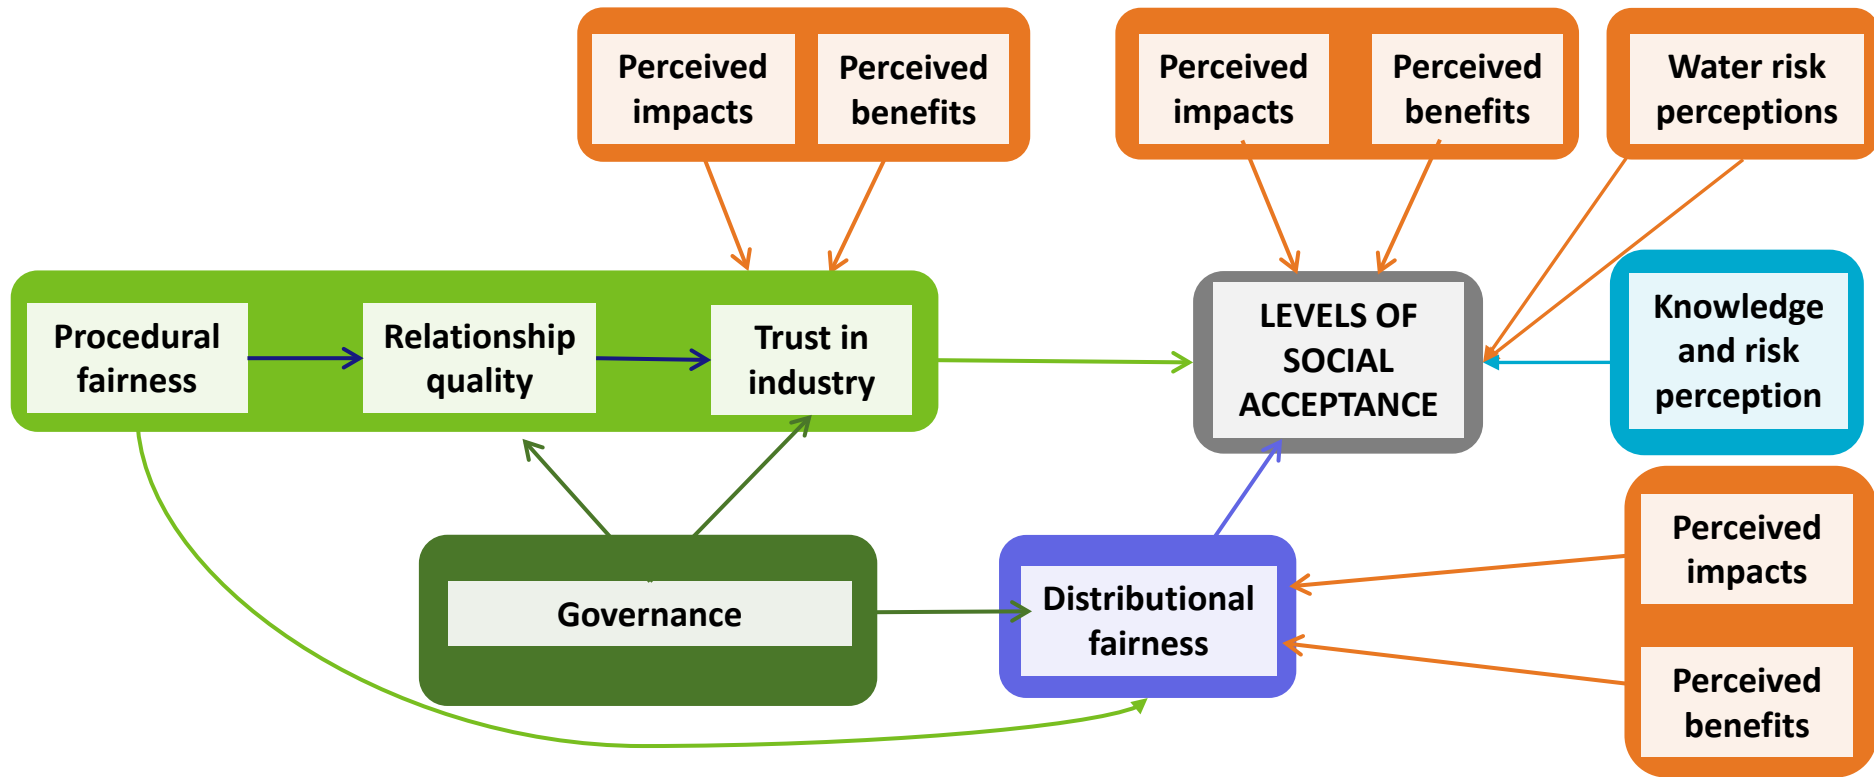 Perceived
impacts
Perceived
benefits
Perceived
impacts
Perceived
benefits
Water risk
perceptions
Procedural
fairness
Relationship
quality
Trust in
industry
LEVELS OF
SOCIAL
ACCEPTANCE
Knowledge
and risk
perception
Governance
Distributional
fairness
Perceived
impacts
Perceived
benefits